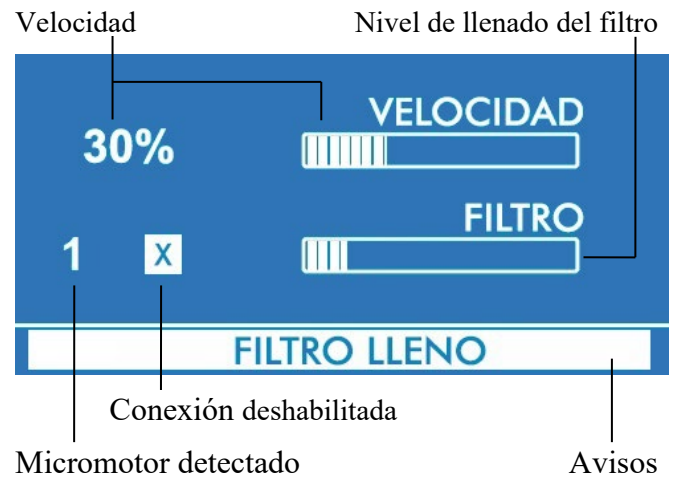 Velocidad
Nivel de llenado del filtro
VELOCIDAD
30%
FILTRO
1
X
FILTRO LLENO
Conexión deshabilitada
Micromotor detectado
Avisos